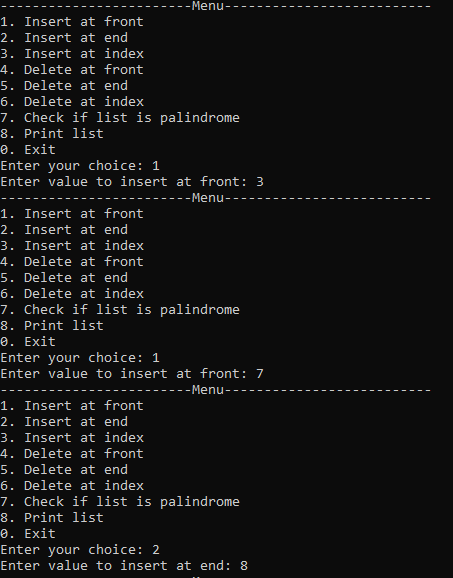 ------------------------Menu--------------------------
1. Insert at front
2. Insert at end
3. Insert at index
4. Delete at front
5. Delete at end
6. Delete at index
7. Check if list is palindrome
8. Print list
0. Exit
Enter your choice: 1
Enter value to insert at front: 3
------------------------Menu--------------------------
1. Insert at front
2. Insert at end
3. Insert at index
4. Delete at front
5. Delete at end
6. Delete at index
7. Check if list is palindrome
8. Print list
0. Exit
Enter your choice: 1
Enter value to insert at front: 7
------------------------Menu--------------------------
1. Insert at front
2. Insert at end
3. Insert at index
4. Delete at front
5. Delete at end
6. Delete at index
7. Check if list is palindrome
8. Print list
0. Exit
Enter your choice: 2
Enter value to insert at end: 8